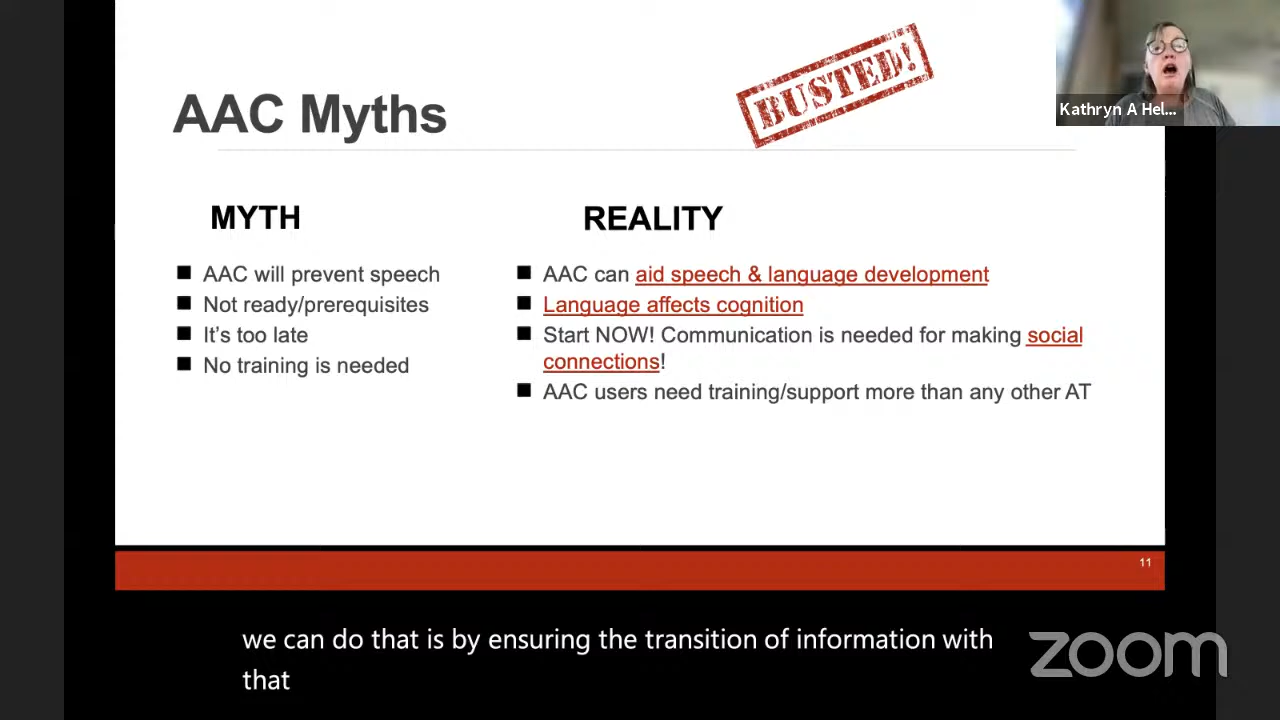 BUSTED!
Kathryn A Hel...
AAC Myths
MYTH
REALITY
AAC will prevent speech
Not ready/prerequisites
It's too late
No training is needed
AAC can aid speech & language development
Language affects cognition
Start NOW! Communication is needed for making social
connections!
AAC users need training/support more than any other AT
11
we can do that is by ensuring the transition of information with
that
zoom